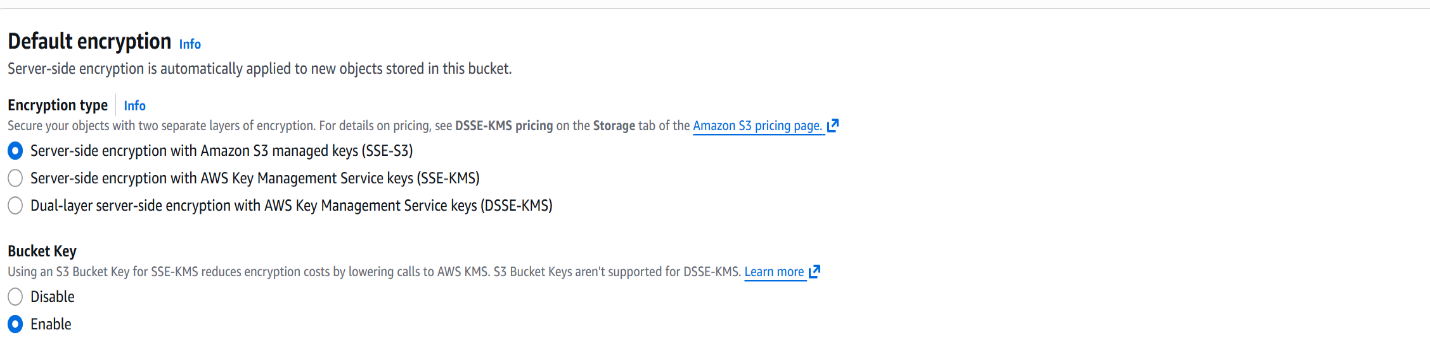 Default encryption Info
Server-side encryption is automatically applied to new objects stored in this bucket.
Encryption type Info
Secure your objects with two separate layers of encryption. For details on pricing, see DSSE-KMS pricing on the Storage tab of the Amazon S3 pricing page.
Server-side encryption with Amazon S3 managed keys (SSE-S3)
Server-side encryption with AWS Key Management Service keys (SSE-KMS)
Dual-layer server-side encryption with AWS Key Management Service keys (DSSE-KMS)
Bucket Key
Using an S3 Bucket Key for SSE-KMS reduces encryption costs by lowering calls to AWS KMS. S3 Bucket Keys aren't supported for DSSE-KMS. Learn more
Disable
Enable